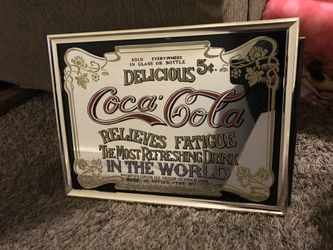 SOLD EVERYWHERE
IN GLASS OR BOTTLE
DELICIOUS 5¢
Coca-Cola
RELIEVES FATIGUE
THE MOST REFRESHING DRINK
IN THE WORLD